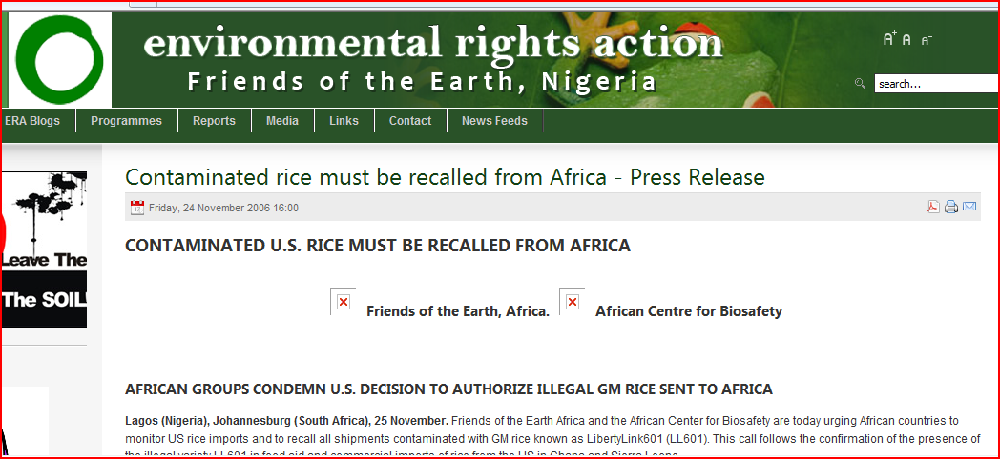 environmental rights action
Friends of the Earth, Nigeria
A+ A A-
search...
ERA Blogs Programmes Reports Media Links Contact News Feeds
Leave The
The SOIL
Contaminated rice must be recalled from Africa - Press Release
Friday, 24 November 2006 16:00
CONTAMINATED U.S. RICE MUST BE RECALLED FROM AFRICA
Friends of the Earth, Africa. African Centre for Biosafety
AFRICAN GROUPS CONDEMN U.S. DECISION TO AUTHORIZE ILLEGAL GM RICE SENT TO AFRICA
Lagos (Nigeria), Johannesburg (South Africa), 25 November. Friends of the Earth Africa and the African Center for Biosafety are today urging African countries to
monitor US rice imports and to recall all shipments contaminated with GM rice known as LibertyLink601 (LL601). This call follows the confirmation of the presence of
the illegal variety LL601 in food aid and commercial imports of rice from the US in Ghana and Sierra Leone